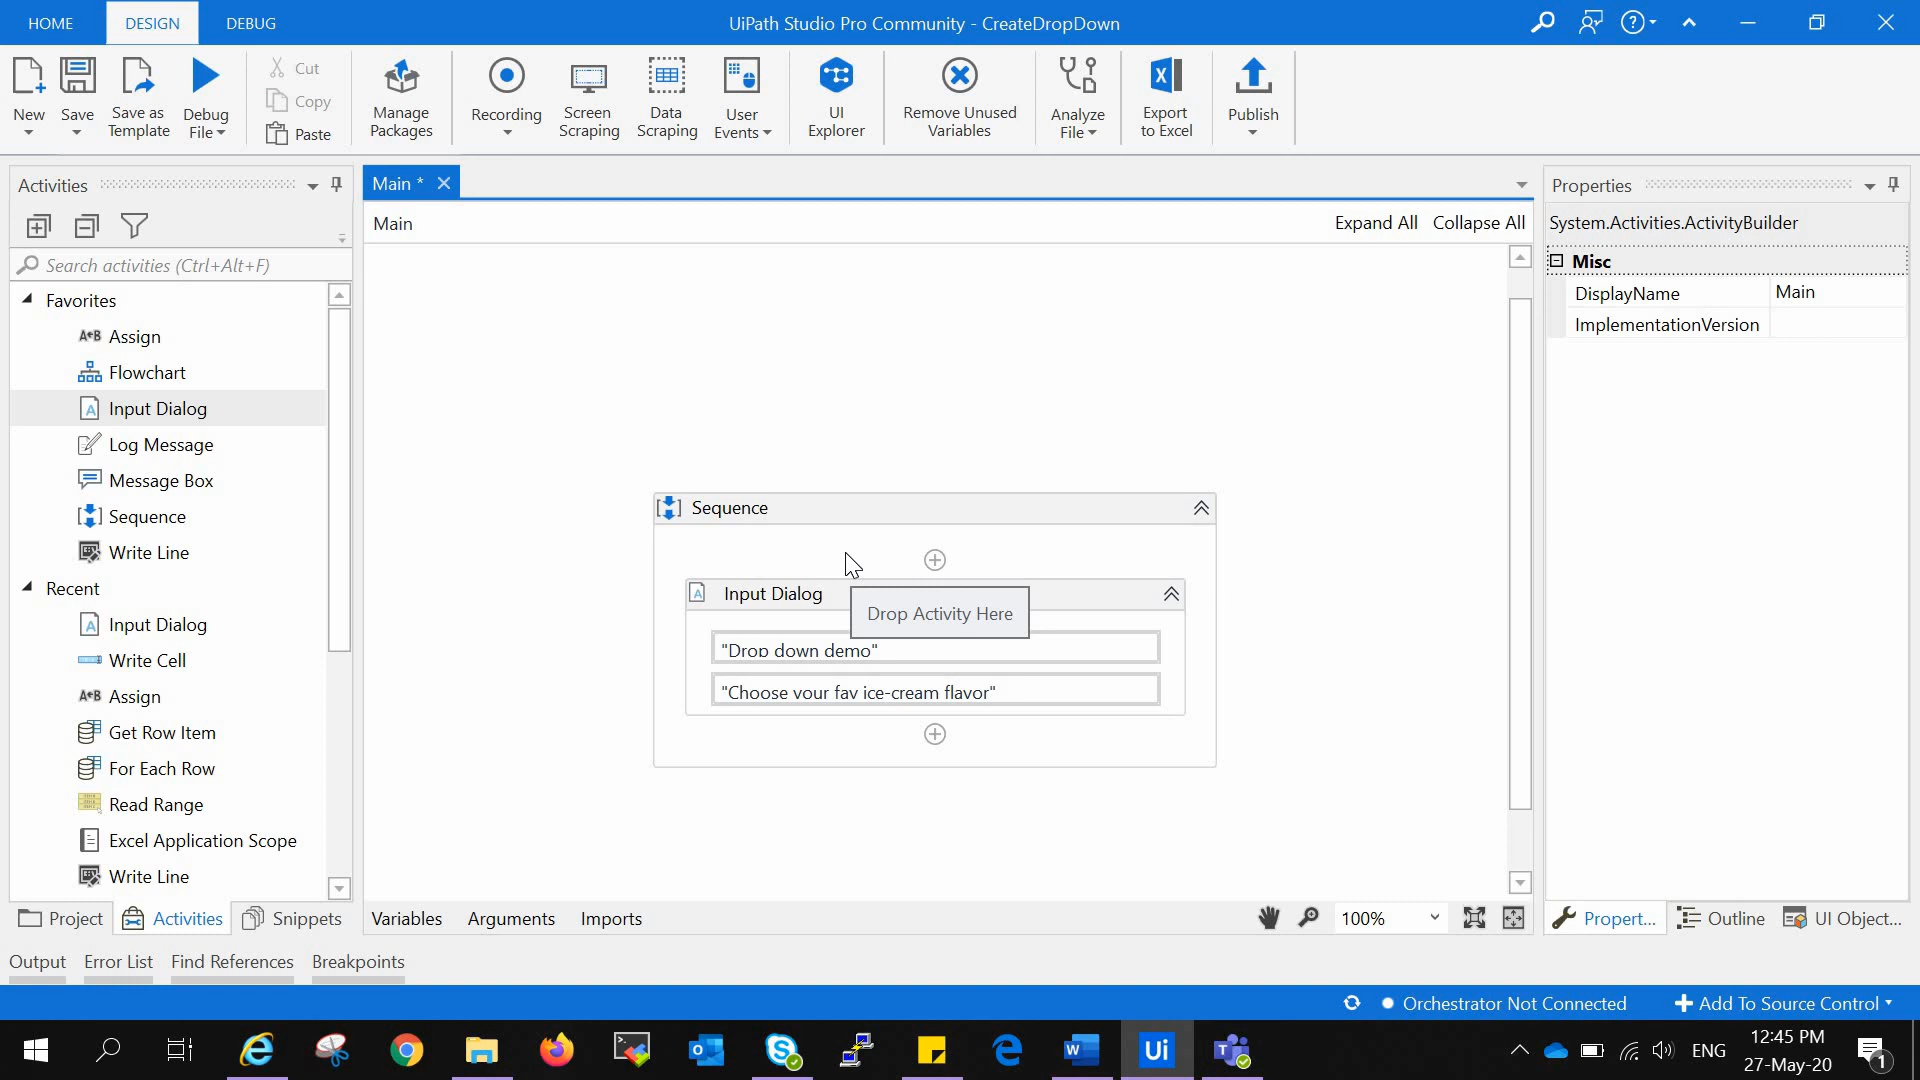 HOME DESIGN DEBUG UiPath Studio Pro Community - CreateDropDown
New Save Save as Template Debug File Cut Copy Paste Manage Packages Recording Screen Scraping Data Scraping User Events UI Explorer Remove Unused Variables Analyze File Export to Excel Publish
Activities
Search activities (Ctrl+Alt+F)
Favorites
Assign
Flowchart
Input Dialog
Log Message
Message Box
Sequence
Write Line
Recent
Input Dialog
Write Cell
Assign
Get Row Item
For Each Row
Read Range
Excel Application Scope
Write Line
Project Activities Snippets
Main *
Main Expand All Collapse All
Sequence
Input Dialog
Drop Activity Here
"Drop down demo"
"Choose your fav ice-cream flavor"
Variables Arguments Imports 100%
Properties
System.Activities.ActivityBuilder
Misc
DisplayName Main
ImplementationVersion
Propert... Outline UI Object...
Output Error List Find References Breakpoints
Orchestrator Not Connected Add To Source Control
Ui ENG 12:45 PM
27-May-20 1